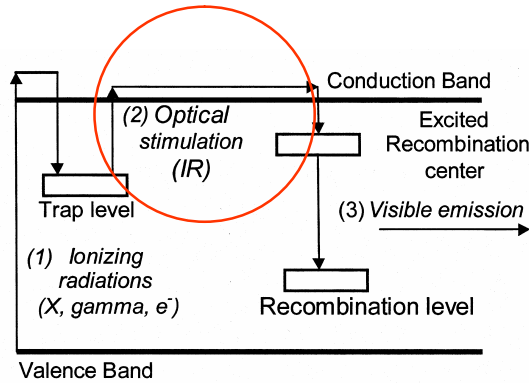 Conduction Band
(2) Optical
stimulation
(IR)
Excited
Recombination
center
Trap level
(3) Visible emission
(1) Ionizing
radiations
(X, gamma, e-)
Recombination level
Valence Band